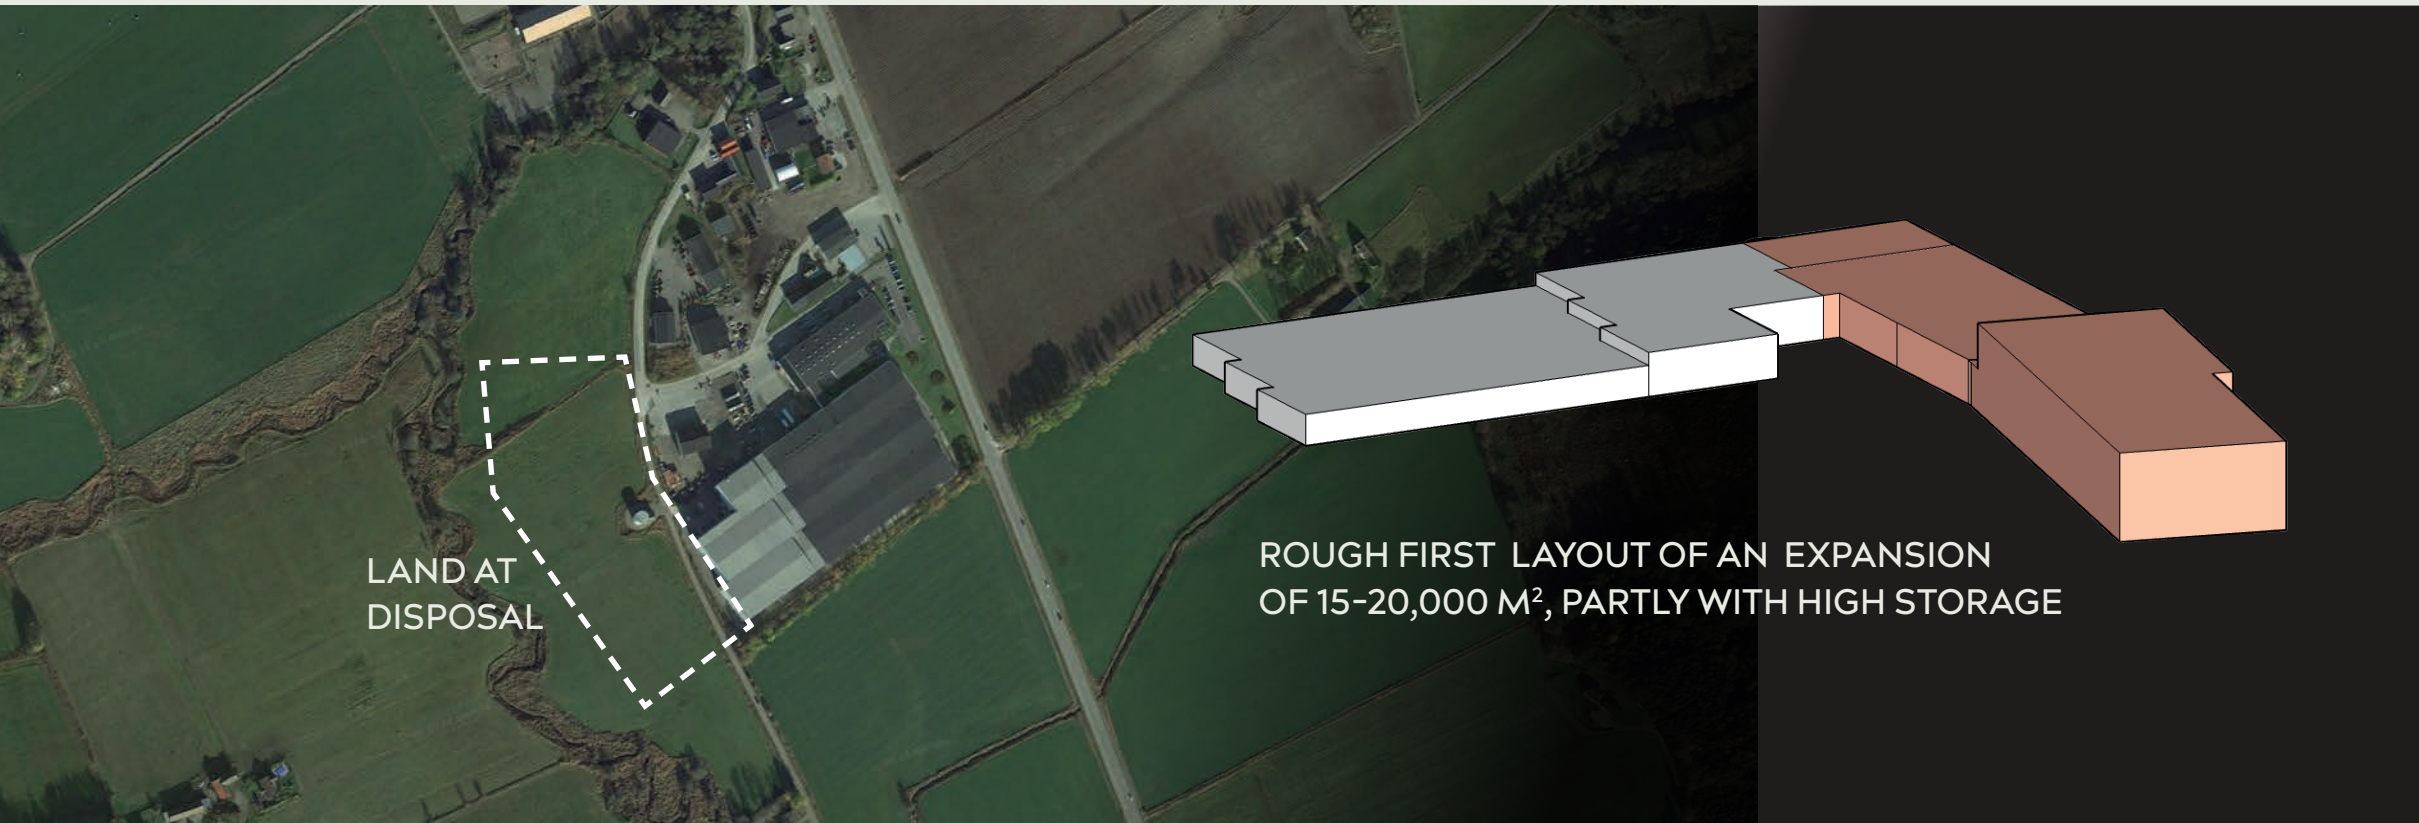 LAND AT
DISPOSAL
ROUGH FIRST LAYOUT OF AN EXPANSION
OF 15-20,000 M², PARTLY WITH HIGH STORAGE